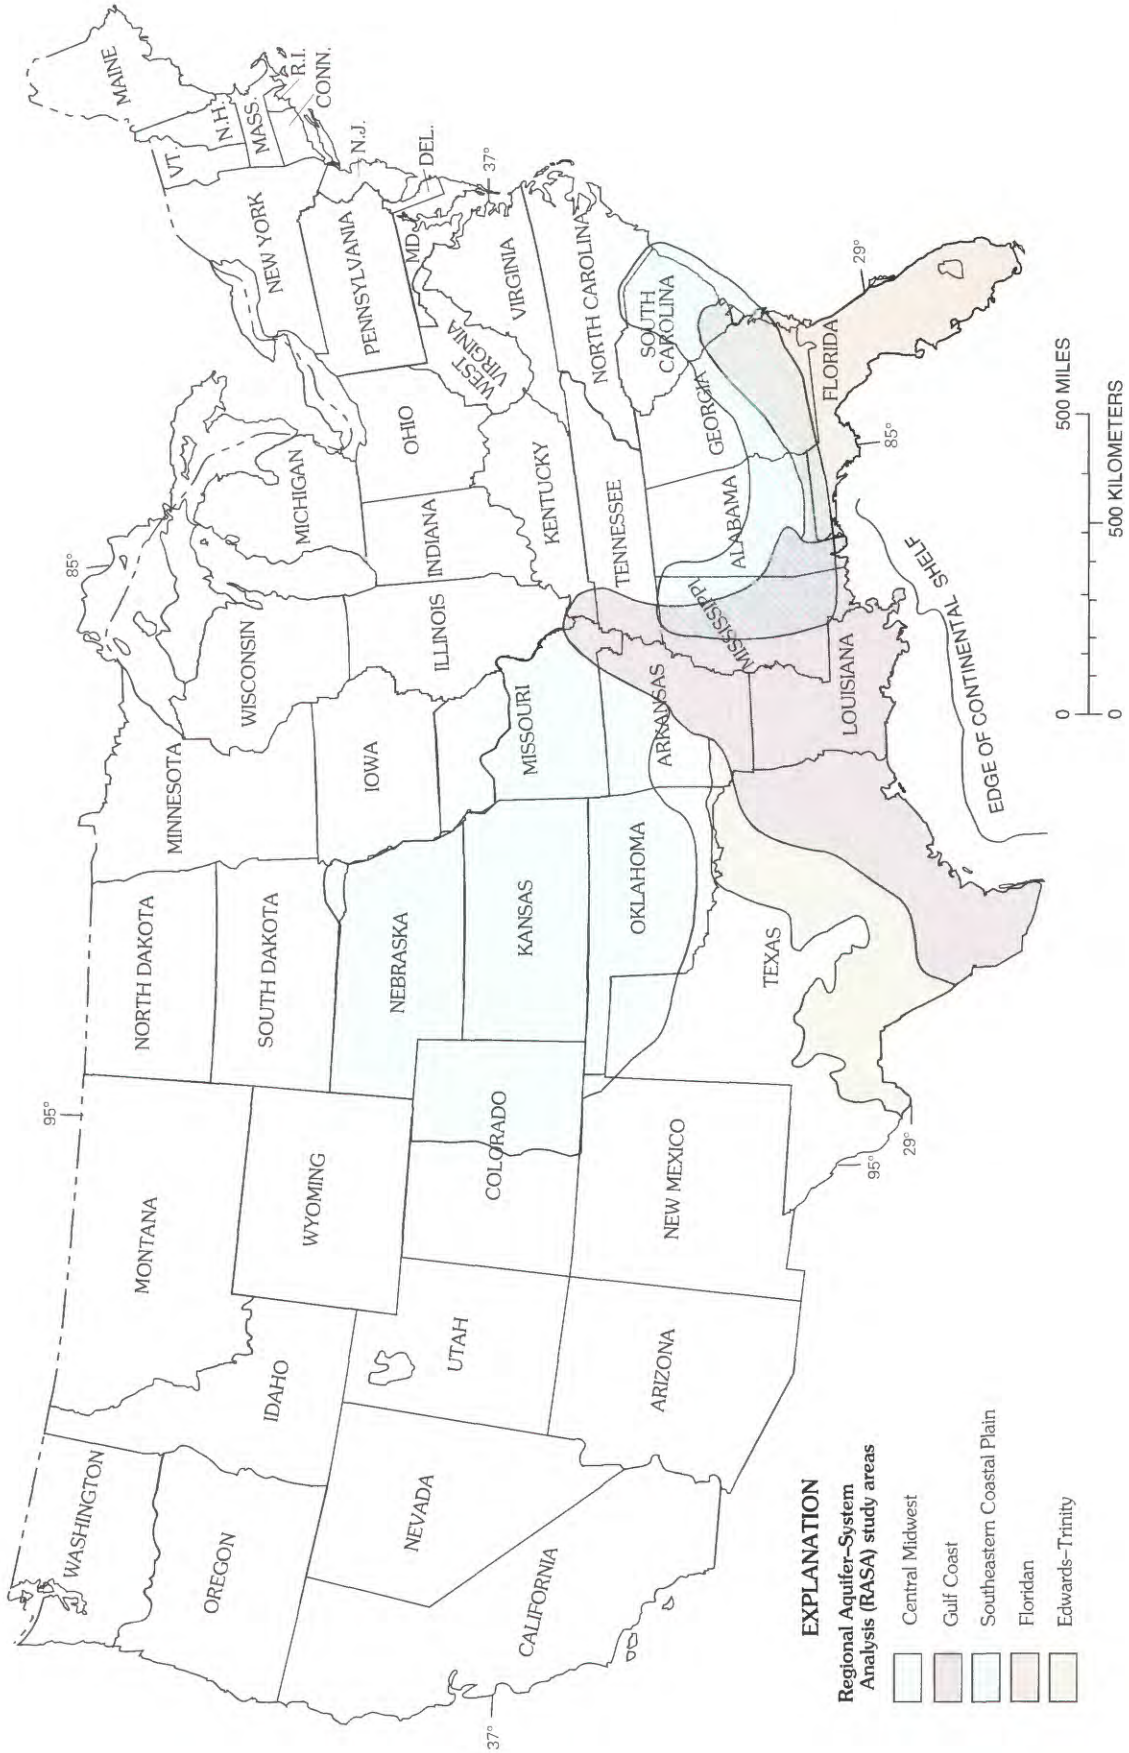 95°
85°
WASHINGTON
MONTANA
NORTH DAKOTA
MINNESOTA
MAINE
VT.
N.H.
MASS.
R.I.
CONN.
OREGON
IDAHO
WYOMING
SOUTH DAKOTA
WISCONSIN
MICHIGAN
NEW YORK
NEBRASKA
IOWA
PENNSYLVANIA
N.J.
NEVADA
UTAH
COLORADO
KANSAS
MISSOURI
ILLINOIS
INDIANA
OHIO
WEST
VIRGINIA
MD.
DEL.
37°
37°
CALIFORNIA
KENTUCKY
VIRGINIA
ARIZONA
NEW MEXICO
OKLAHOMA
ARKANSAS
TENNESSEE
NORTH CAROLINA
SOUTH
CAROLINA
TEXAS
MISSISSIPPI
ALABAMA
GEORGIA
LOUISIANA
FLORIDA
29°
95°
29°
85°
EDGE OF CONTINENTAL SHELF
EXPLANATION
Regional Aquifer–System
Analysis (RASA) study areas
Central Midwest
Gulf Coast
Southeastern Coastal Plain
Floridan
Edwards–Trinity
0 500 MILES
0 500 KILOMETERS